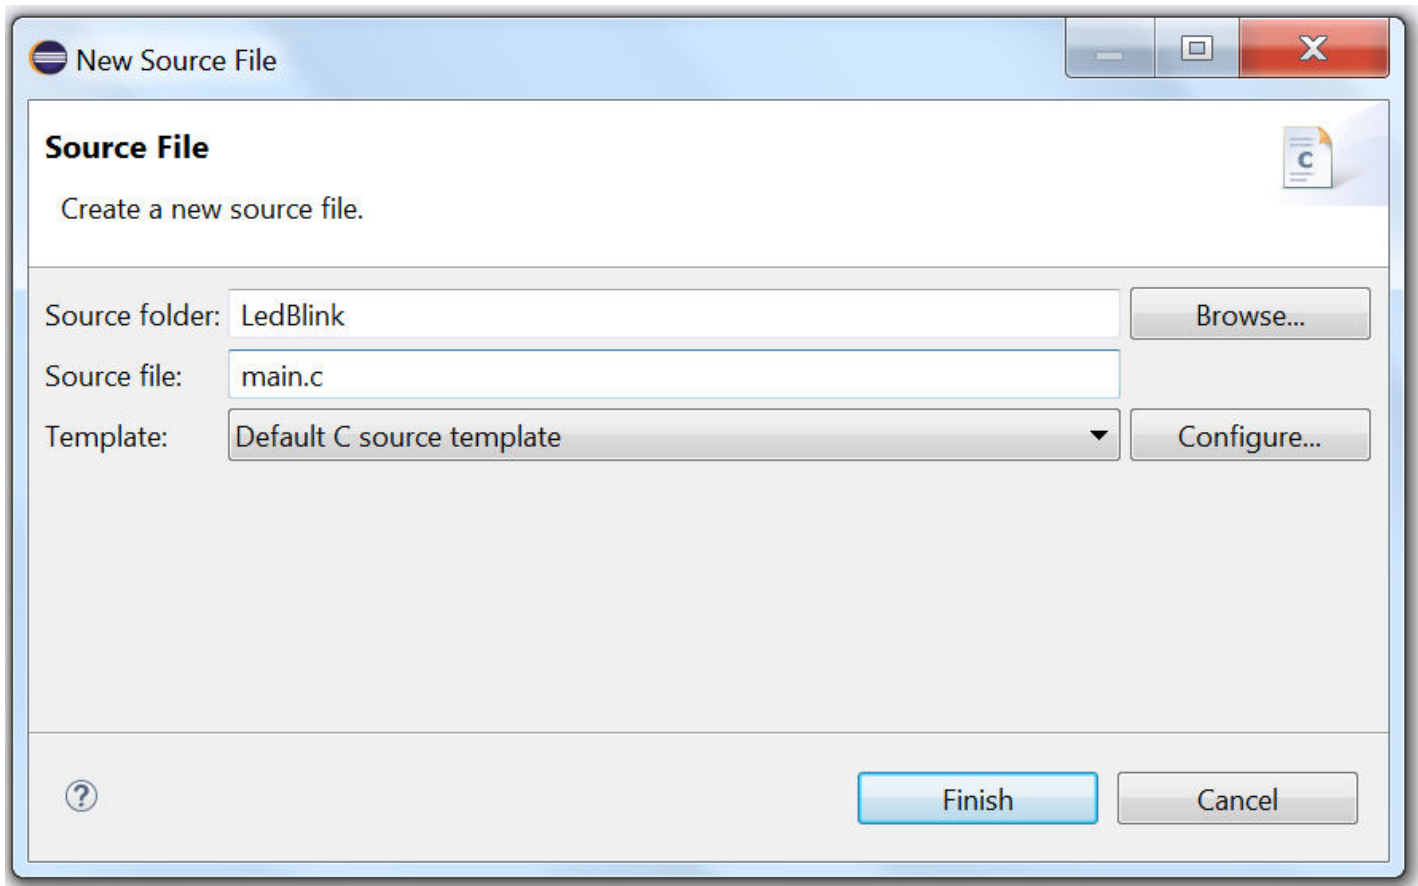 New Source File
Source File
Create a new source file.
C
Source folder: LedBlink Browse...
Source file: main.c
Template: Default C source template Configure...
?
Finish Cancel